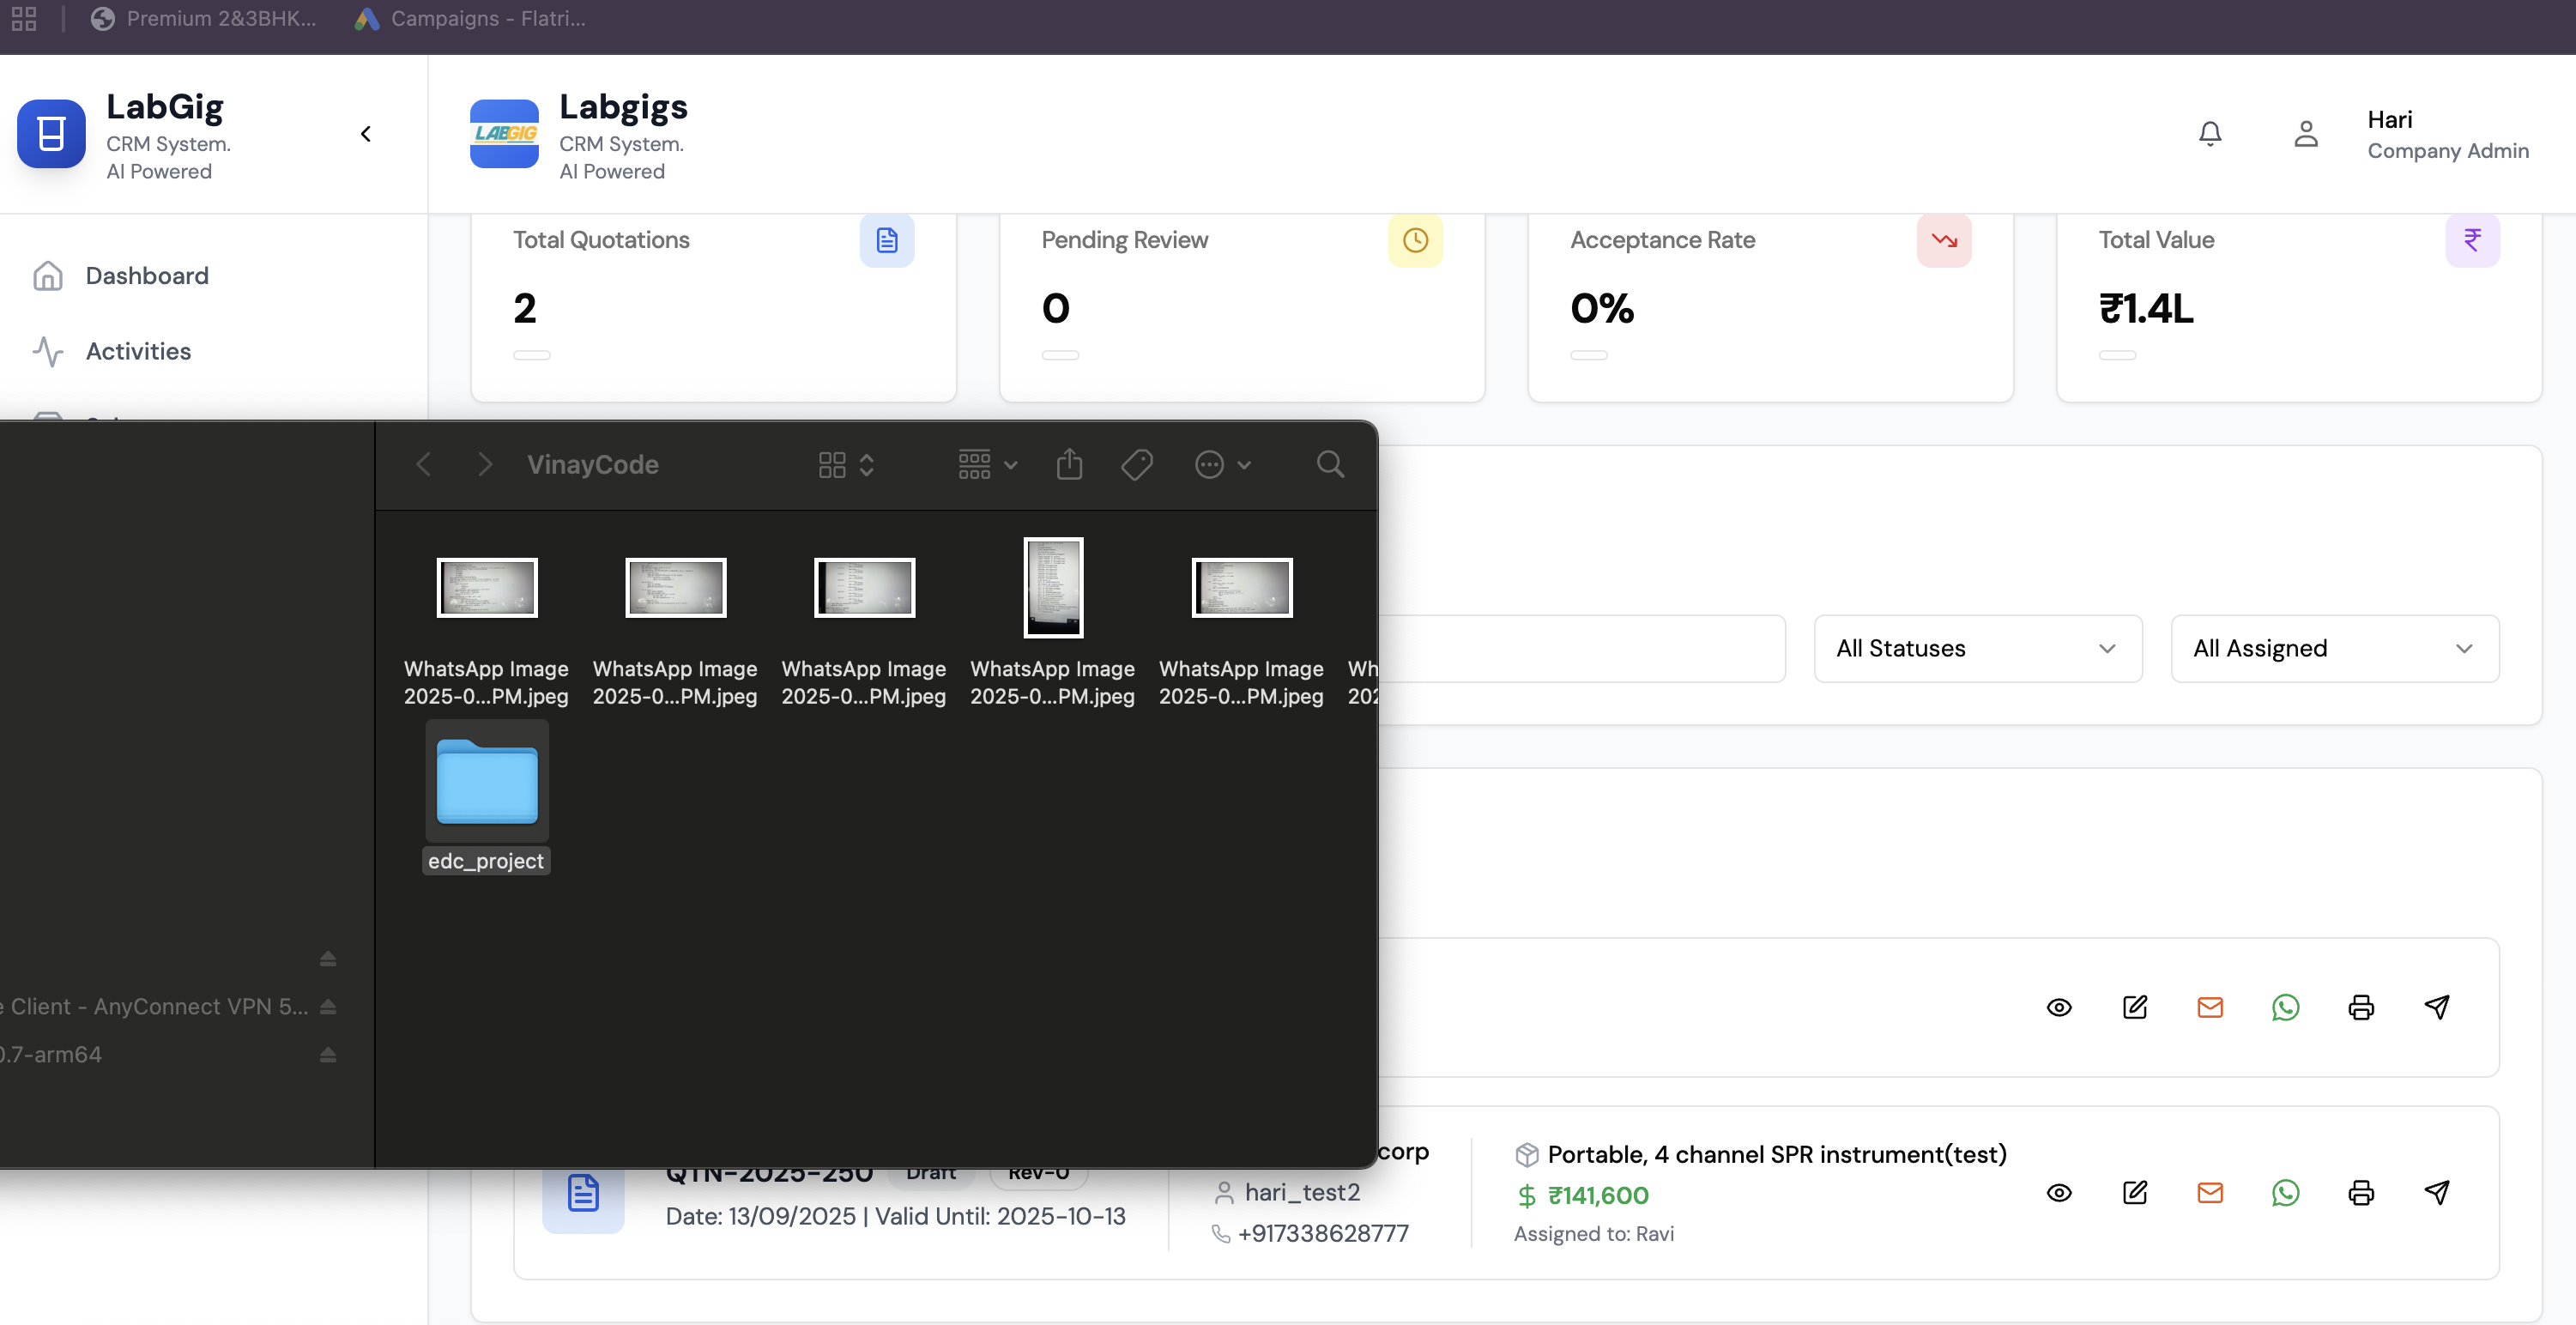 Premium 2&3BHK...
Campaigns - Flatri...
LabGig
CRM System.
AI Powered
LABGIG
Labgigs
CRM System.
AI Powered
Hari
Company Admin
Dashboard
Activities
Total Quotations
2
Pending Review
0
Acceptance Rate
0%
Total Value
₹1.4L
All Statuses
All Assigned
VinayCode
WhatsApp Image
2025-0...PM.jpeg
WhatsApp Image
2025-0...PM.jpeg
WhatsApp Image
2025-0...PM.jpeg
WhatsApp Image
2025-0...PM.jpeg
WhatsApp Image
2025-0...PM.jpeg
Wh
202
edc_project
e Client - AnyConnect VPN 5...
0.7-arm64
QTN-2025-250
Draft
Rev-0
Date: 13/09/2025 | Valid Until: 2025-10-13
corp
hari_test2
+917338628777
Portable, 4 channel SPR instrument(test)
₹141,600
Assigned to: Ravi